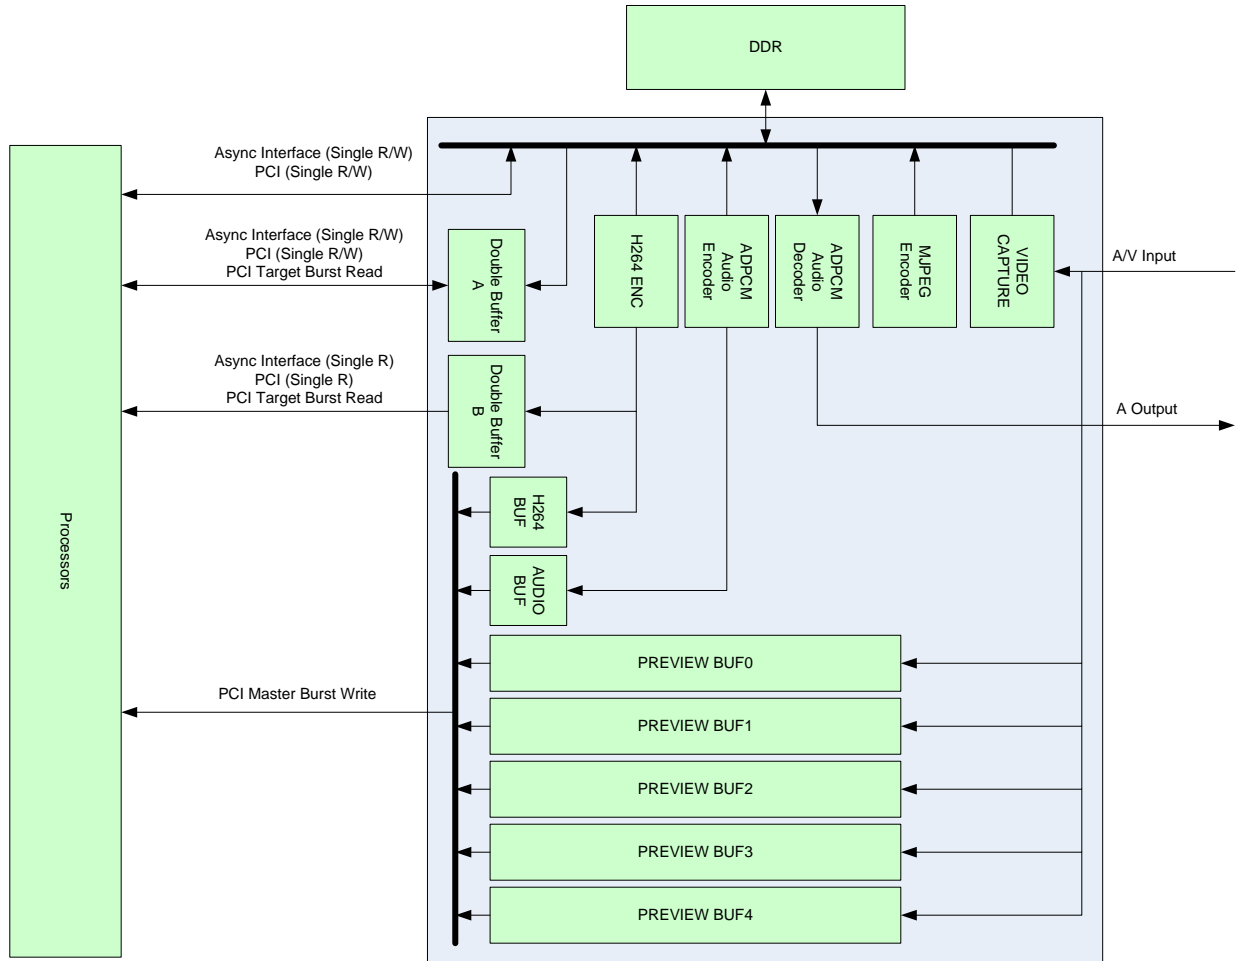 DDR
Async Interface (Single R/W)
PCI (Single R/W)
Async Interface (Single R/W)
PCI (Single R/W)
PCI Target Burst Read
Async Interface (Single R)
PCI (Single R)
PCI Target Burst Read
Processors
PCI Master Burst Write
Double Buffer
A
Double Buffer
B
H264 ENC
ADPCM
Audio
Encoder
ADPCM
Audio
Decoder
MJPEG
Encoder
VIDEO
CAPTURE
A/V Input
A Output
H264
BUF
AUDIO
BUF
PREVIEW BUF0
PREVIEW BUF1
PREVIEW BUF2
PREVIEW BUF3
PREVIEW BUF4